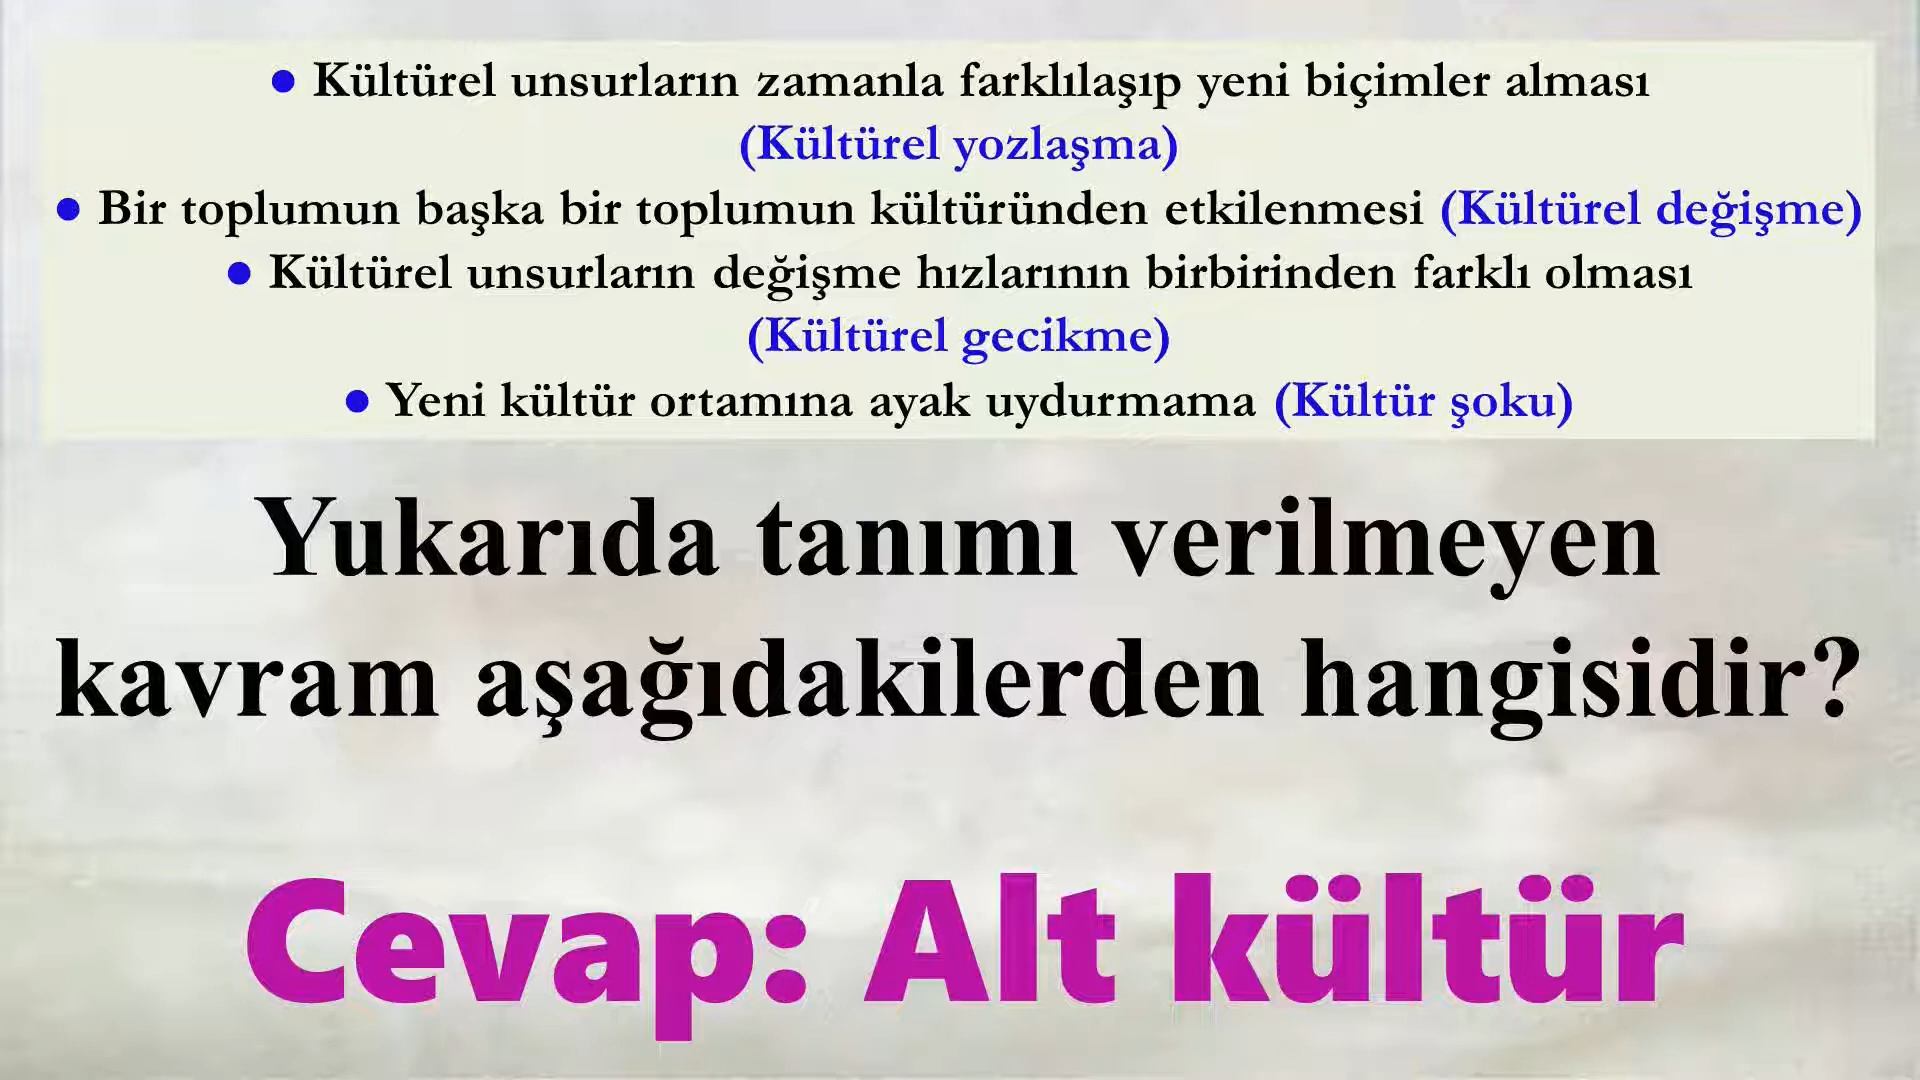 ● Kültürel unsurların zamanla farklılaşıp yeni biçimler alması
(Kültürel yozlaşma)
● Bir toplumun başka bir toplumun kültüründen etkilenmesi (Kültürel değişme)
● Kültürel unsurların değişme hızlarının birbirinden farklı olması
(Kültürel gecikme)
● Yeni kültür ortamına ayak uydurmama (Kültür şoku)
Yukarıda tanımı verilmeyen
kavram aşağıdakilerden hangisidir?
Cevap: Alt kültür